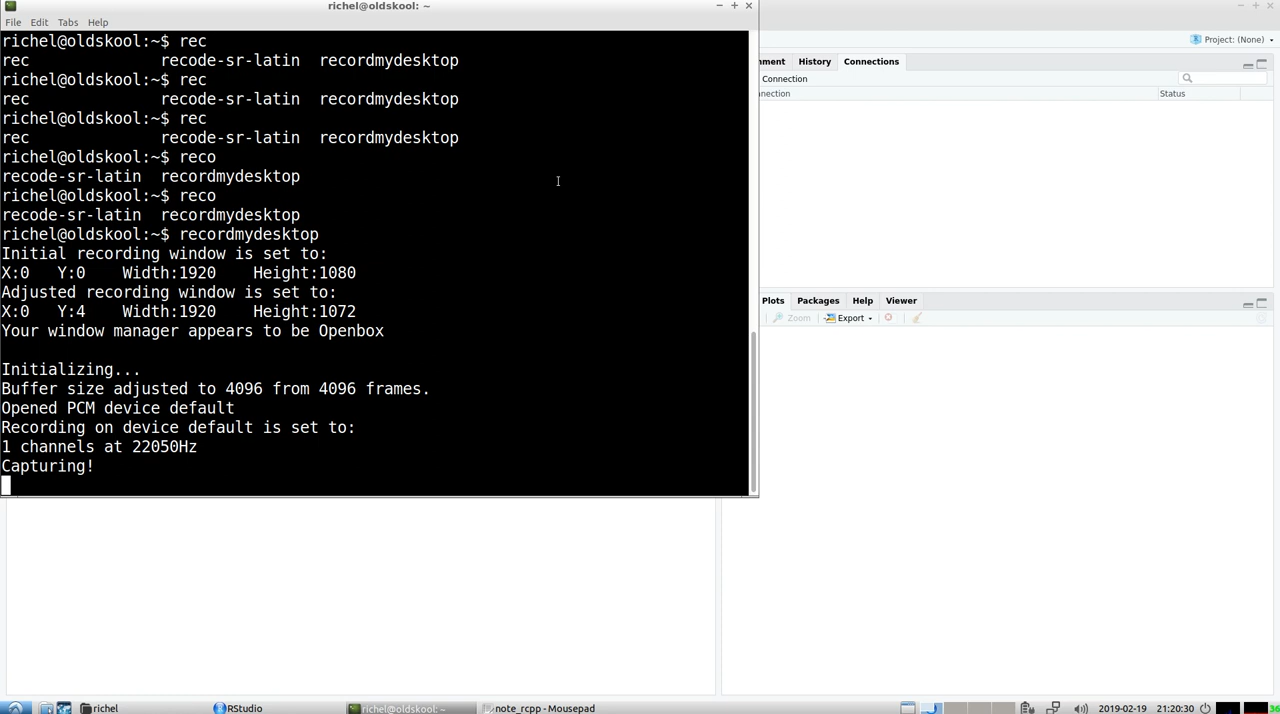 richel@oldskool: ~
File Edit Tabs Help
richel@oldskool:~$ rec
rec recode-sr-latin recordmydesktop
richel@oldskool:~$ rec
rec recode-sr-latin recordmydesktop
richel@oldskool:~$ rec
rec recode-sr-latin recordmydesktop
richel@oldskool:~$ reco
recode-sr-latin recordmydesktop
richel@oldskool:~$ reco
recode-sr-latin recordmydesktop
richel@oldskool:~$ recordmydesktop
Initial recording window is set to:
X:0 Y:0 Width:1920 Height:1080
Adjusted recording window is set to:
X:0 Y:4 Width:1920 Height:1072
Your window manager appears to be Openbox
Initializing...
Buffer size adjusted to 4096 from 4096 frames.
Opened PCM device default
Recording on device default is set to:
1 channels at 22050Hz
Capturing!
Project: (None)
nment History Connections
Connection
nnection Status
Plots Packages Help Viewer
Zoom Export
richel RStudio richel@oldskool: ~ note_rcpp - Mousepad 2019-02-19 21:20:30 36